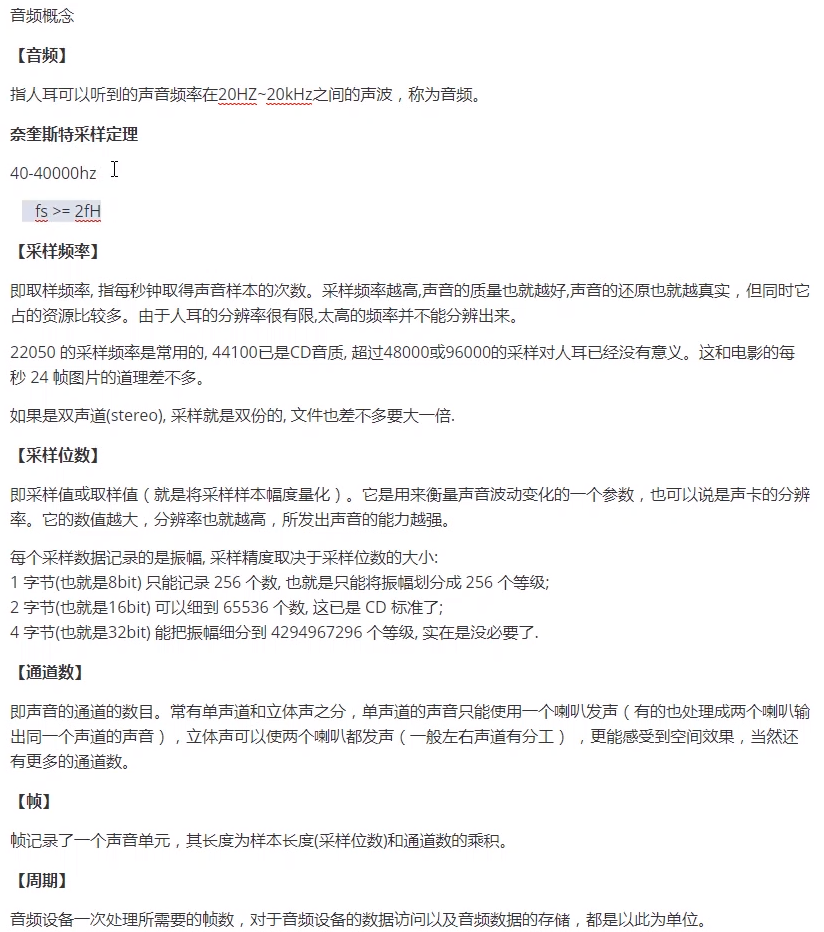 音频概念
【音频】
指人耳可以听到的声音频率在20HZ~20kHz之间的声波，称为音频。
奈奎斯特采样定理
40-40000hz
fs >= 2fH
【采样频率】
即取样频率, 指每秒钟取得声音样本的次数。采样频率越高,声音的质量也就越好,声音的还原也就越真实，但同时它
占的资源比较多。由于人耳的分辨率很有限,太高的频率并不能分辨出来。
22050 的采样频率是常用的, 44100已是CD音质, 超过48000或96000的采样对人耳已经没有意义。这和电影的每
秒 24 帧图片的道理差不多。
如果是双声道(stereo), 采样就是双份的, 文件也差不多要大一倍.
【采样位数】
即采样值或取样值（就是将采样样本幅度量化）。它是用来衡量声音波动变化的一个参数，也可以说是声卡的分辨
率。它的数值越大，分辨率也就越高，所发出声音的能力越强。
每个采样数据记录的是振幅, 采样精度取决于采样位数的大小:
1 字节(也就是8bit) 只能记录 256 个数, 也就是只能将振幅划分成 256 个等级;
2 字节(也就是16bit) 可以细到 65536 个数, 这已是 CD 标准了;
4 字节(也就是32bit) 能把振幅细分到 4294967296 个等级, 实在是没必要了.
【通道数】
即声音的通道的数目。常有单声道和立体声之分，单声道的声音只能使用一个喇叭发声（有的也处理成两个喇叭输
出同一个声道的声音），立体声可以使两个喇叭都发声（一般左右声道有分工） ，更能感受到空间效果，当然还
有更多的通道数。
【帧】
帧记录了一个声音单元，其长度为样本长度(采样位数)和通道数的乘积。
【周期】
音频设备一次处理所需要的帧数，对于音频设备的数据访问以及音频数据的存储，都是以此为单位。